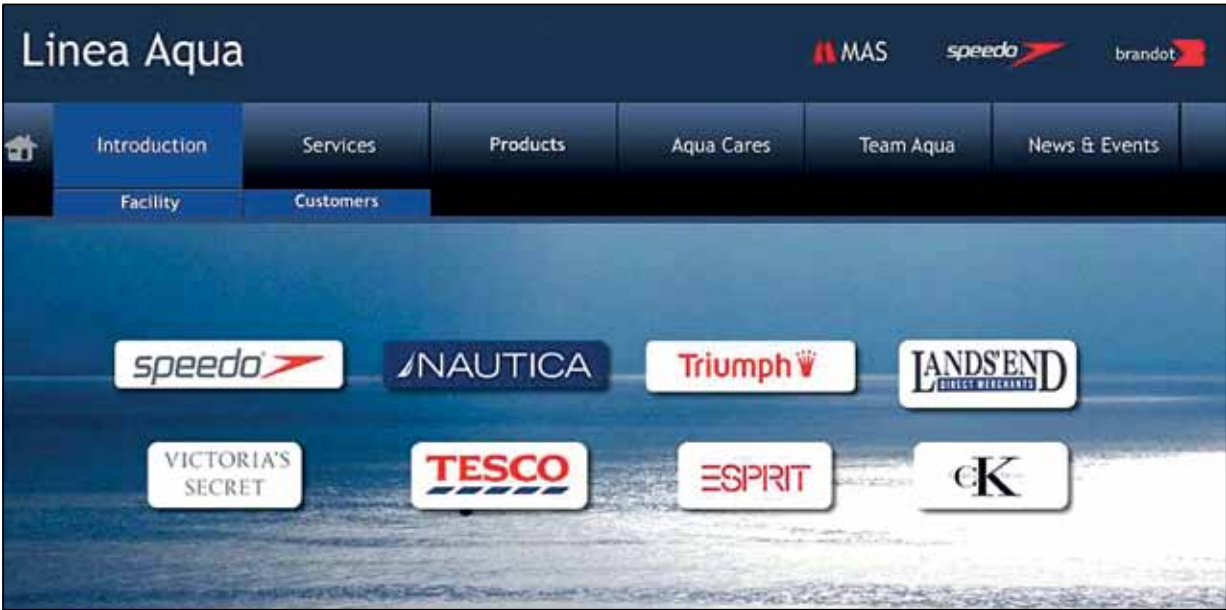 Linea Aqua
MAS speedo brandot
Introduction Services Products Aqua Cares Team Aqua News & Events
Facility Customers
speedo NAUTICA Triumph LANDS' END
DIRECT MERCHANTS
VICTORIA'S
SECRET
TESCO ESPRIT cK